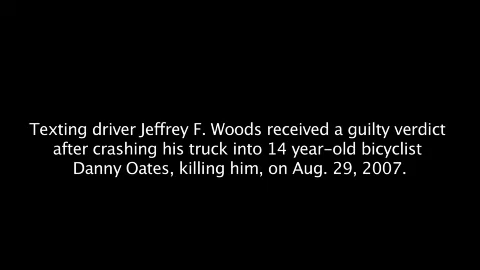 Texting driver Jeffrey F. Woods received a guilty verdict
after crashing his truck into 14 year-old bicyclist
Danny Oates, killing him, on Aug. 29, 2007.